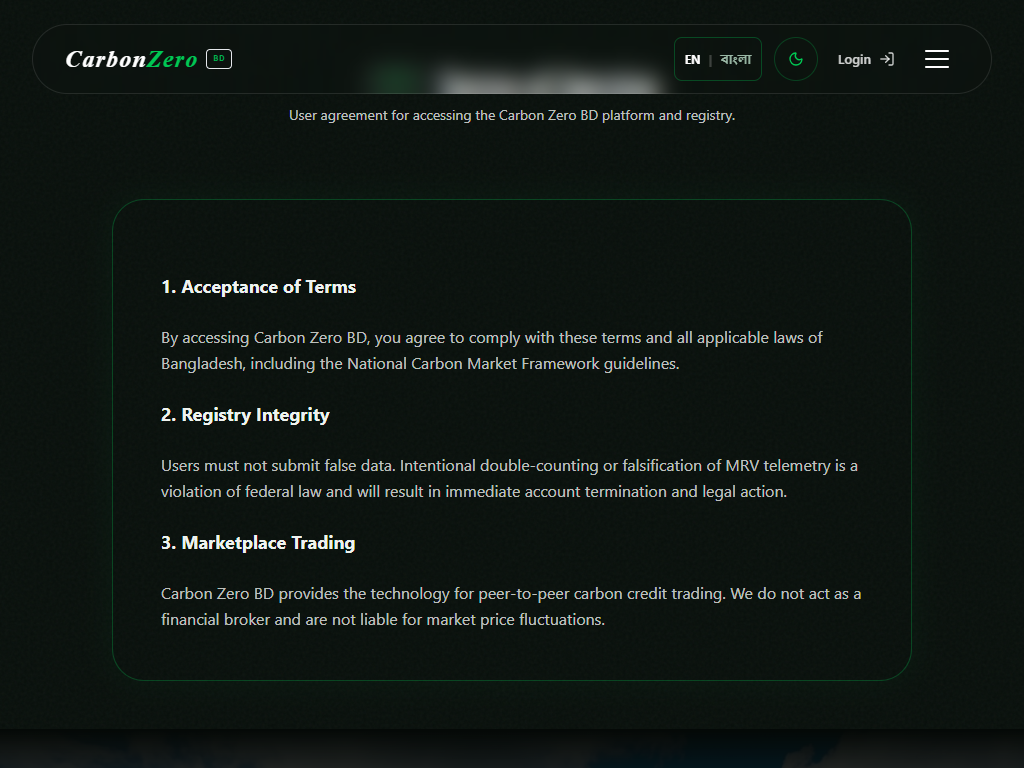 CarbonZero BD
EN | বাংলা
Login
User agreement for accessing the Carbon Zero BD platform and registry.
1. Acceptance of Terms
By accessing Carbon Zero BD, you agree to comply with these terms and all applicable laws of
Bangladesh, including the National Carbon Market Framework guidelines.
2. Registry Integrity
Users must not submit false data. Intentional double-counting or falsification of MRV telemetry is a
violation of federal law and will result in immediate account termination and legal action.
3. Marketplace Trading
Carbon Zero BD provides the technology for peer-to-peer carbon credit trading. We do not act as a
financial broker and are not liable for market price fluctuations.